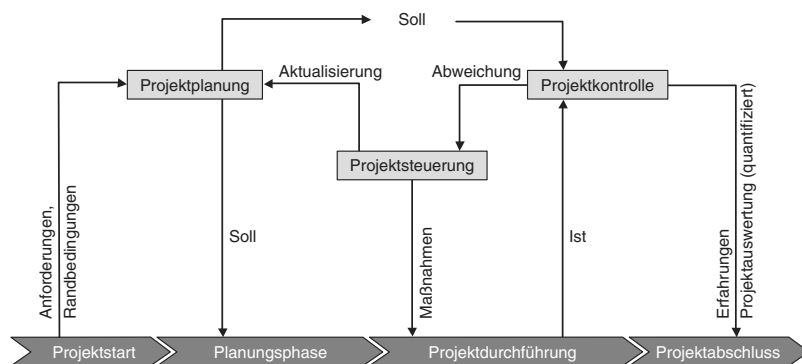 Soll
Aktualisierung
Abweichung
Projektplanung
Projektkontrolle
Projektsteuerung
Anforderungen,
Randbedingungen
Soll
Maßnahmen
Ist
Erfahrungen
Projektauswertung (quantifiziert)
Projektstart
Planungsphase
Projektdurchführung
Projektabschluss